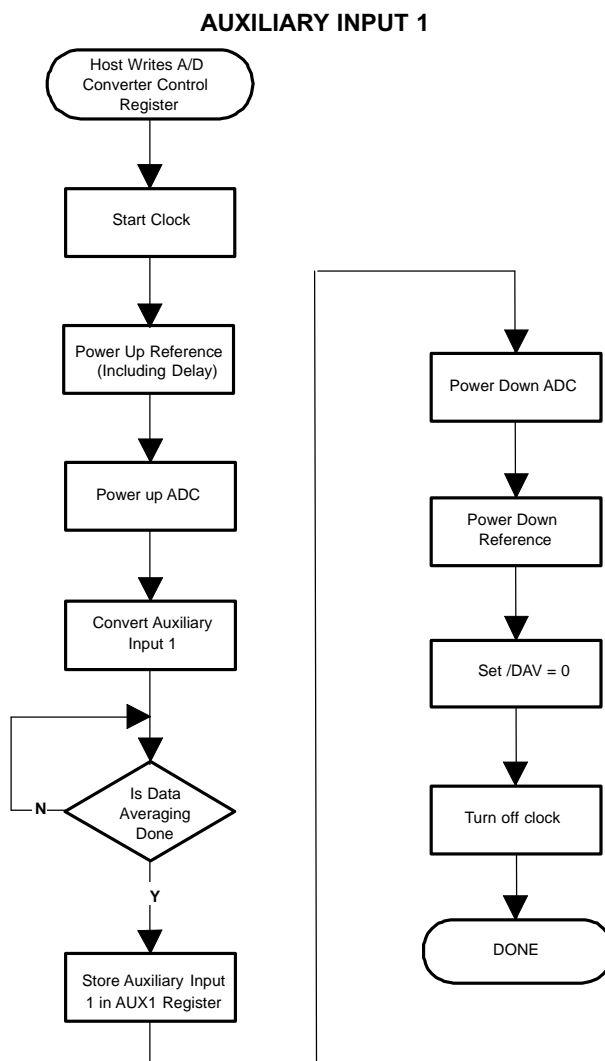 AUXILIARY INPUT 1
Host Writes A/D
Converter Control
Register
Start Clock
Power Up Reference
(Including Delay)
Power up ADC
Convert Auxiliary
Input 1
Is Data
Averaging
Done
N
Y
Store Auxiliary Input
1 in AUX1 Register
Power Down ADC
Power Down
Reference
Set /DAV = 0
Turn off clock
DONE